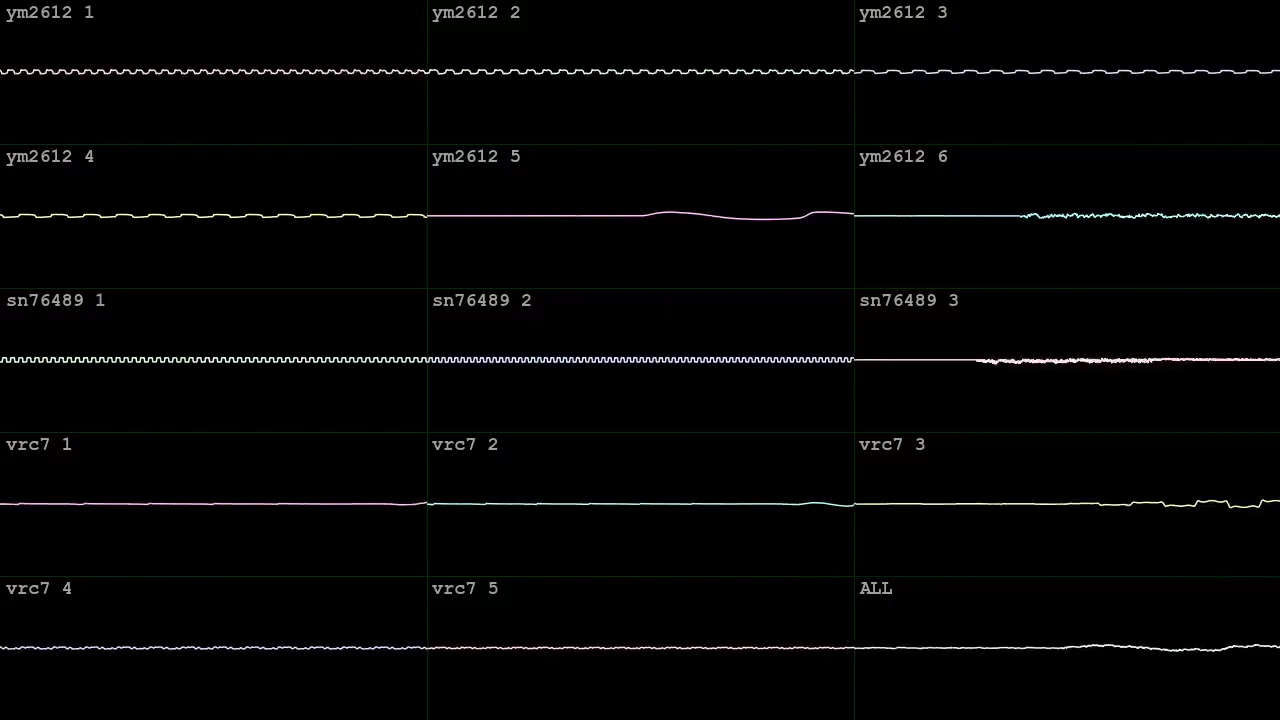 ym2612 1
ym2612 2
ym2612 3
ym2612 4
ym2612 5
ym2612 6
sn76489 1
sn76489 2
sn76489 3
vrc7 1
vrc7 2
vrc7 3
vrc7 4
vrc7 5
ALL